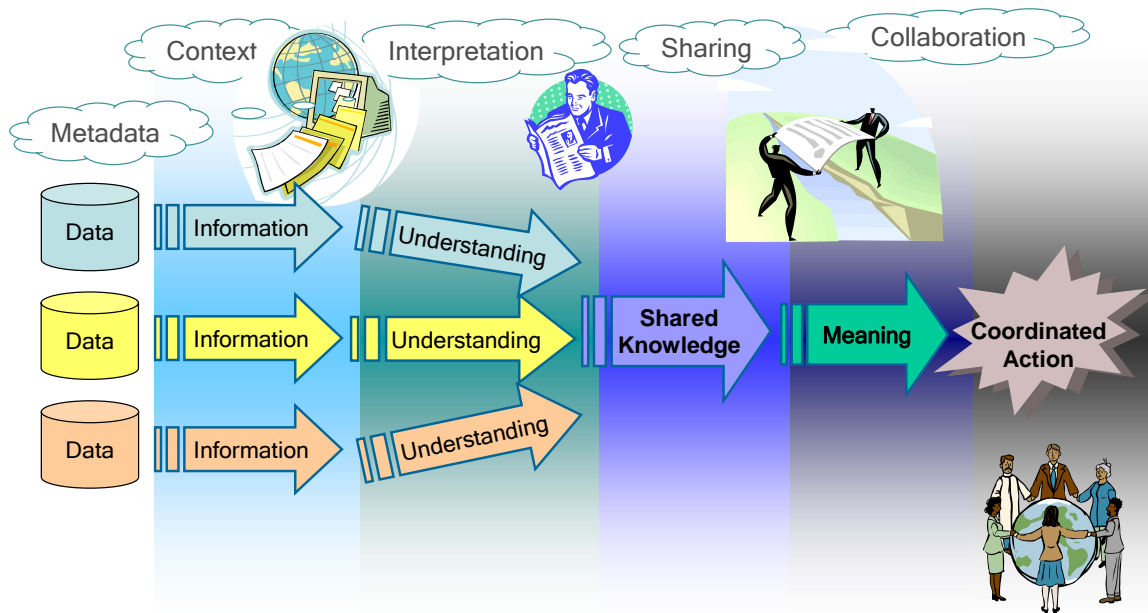 Context
Interpretation
Sharing
Collaboration
Metadata
Data
Information
Understanding
Data
Information
Understanding
Shared
Knowledge
Meaning
Coordinated
Action
Data
Information
Understanding